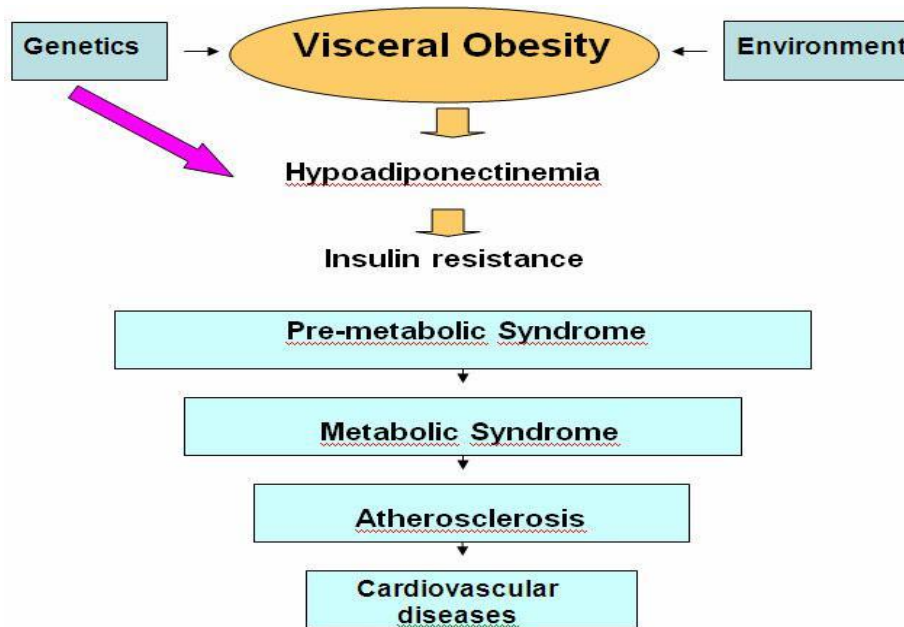 Genetics
Visceral Obesity
Environment
Hypoadiponectinemia
Insulin resistance
Pre-metabolic Syndrome
Metabolic Syndrome
Atherosclerosis
Cardiovascular
diseases